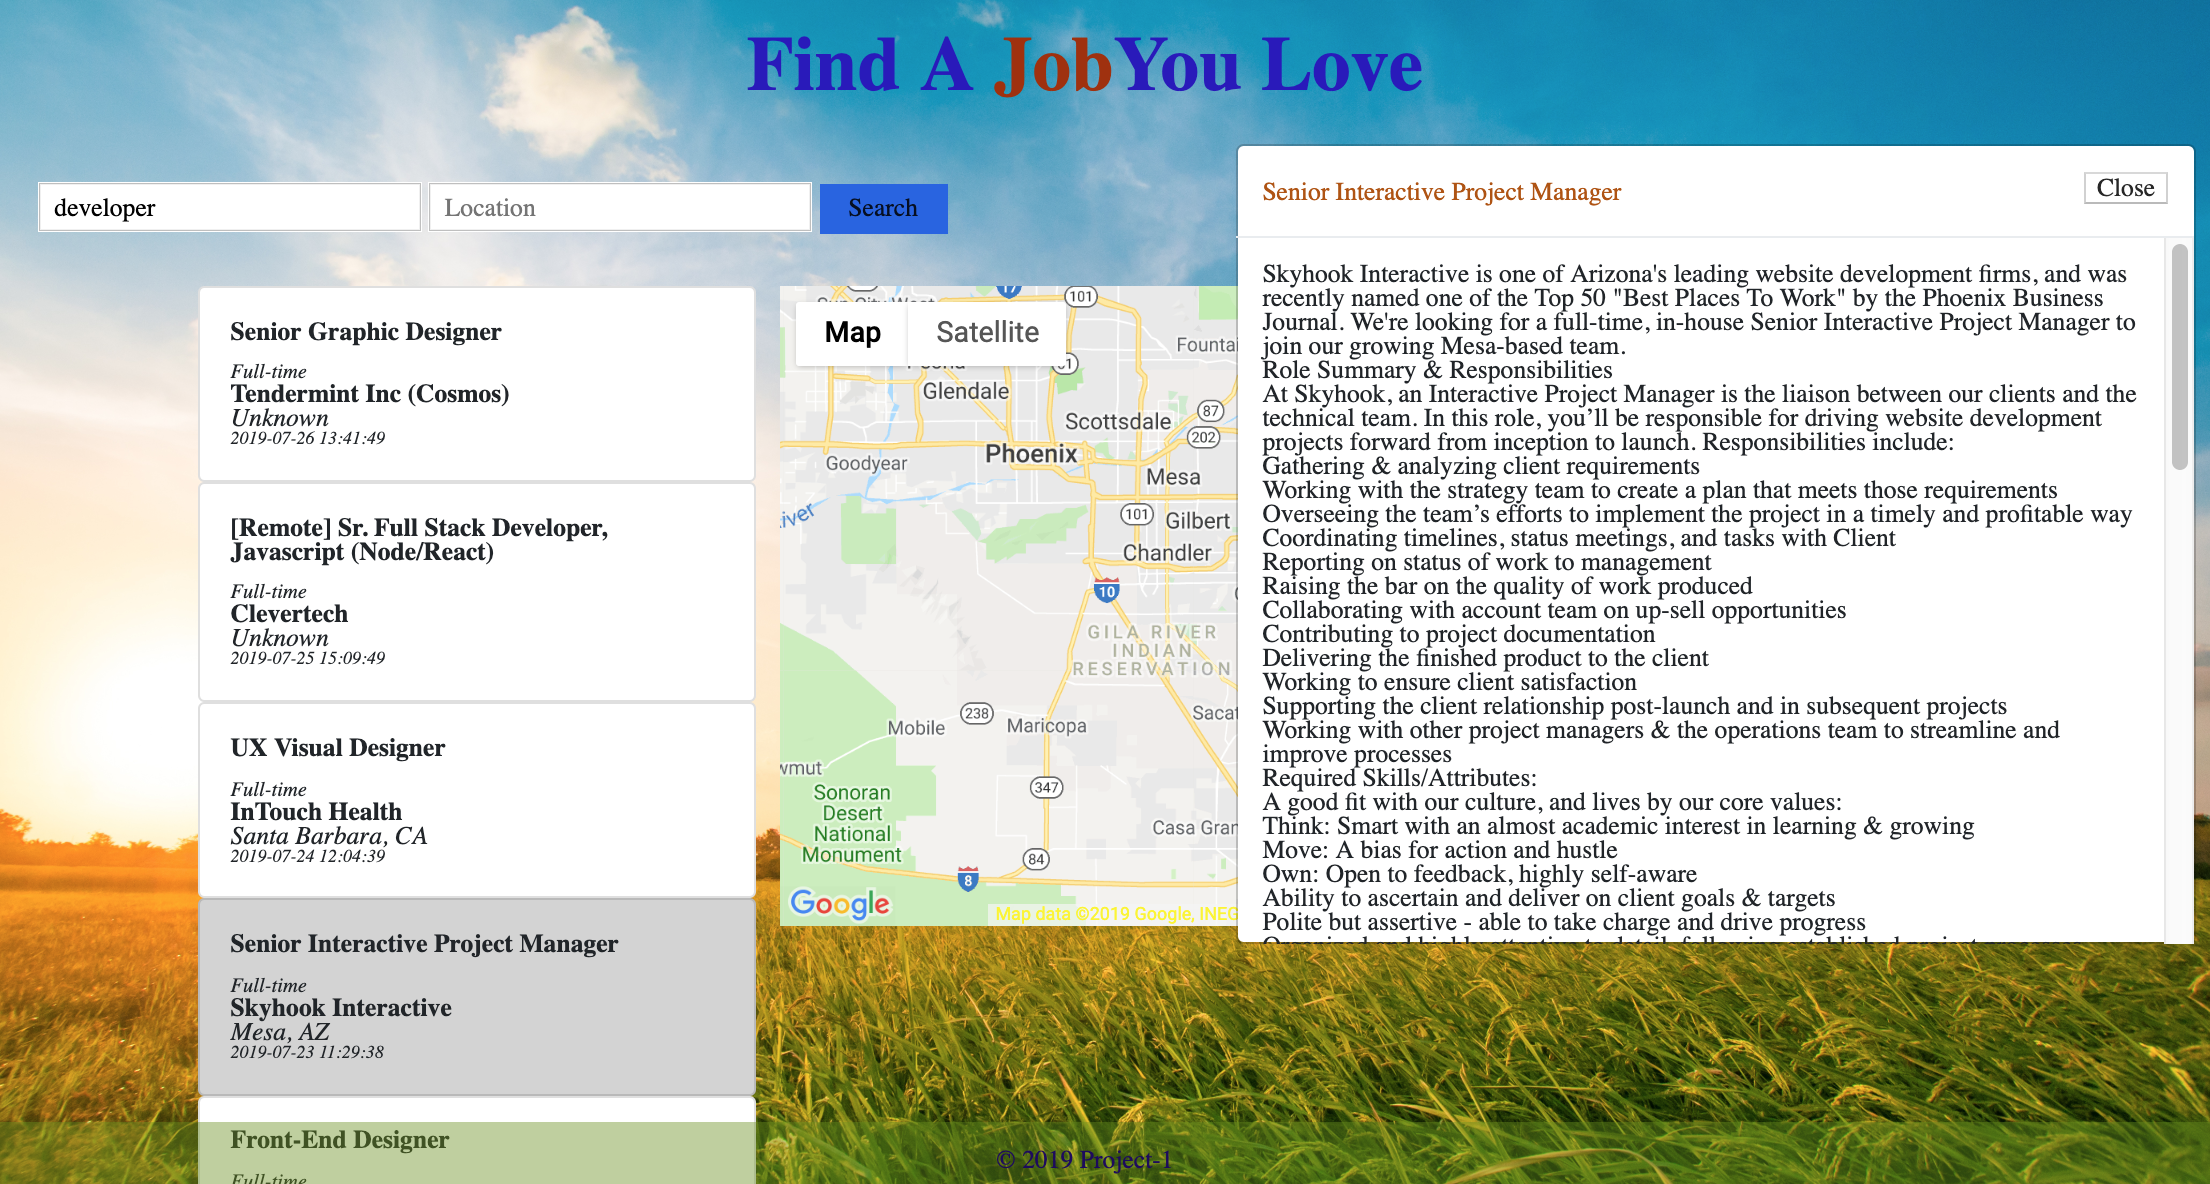 Find A JobYou Love
developer
Location
Search
Senior Graphic Designer
Full-time
Tendermint Inc (Cosmos)
Unknown
2019-07-26 13:41:49
[Remote] Sr. Full Stack Developer,
Javascript (Node/React)
Full-time
Clevertech
Unknown
2019-07-25 15:09:49
UX Visual Designer
Full-time
InTouch Health
Santa Barbara, CA
2019-07-24 12:04:39
Senior Interactive Project Manager
Full-time
Skyhook Interactive
Mesa, AZ
2019-07-23 11:29:38
Front-End Designer
Full-time
Map
Satellite
17
101
Glendale
Scottsdale
87
202
Phoenix
Goodyear
Mesa
101
Gilbert
Chandler
10
GILA RIVER
INDIAN
RESERVATION
238
Mobile
Maricopa
347
Sonoran
Desert
National
Monument
84
8
Google
Map data ©2019 Google, INEG
Senior Interactive Project Manager
Close
Skyhook Interactive is one of Arizona's leading website development firms, and was
recently named one of the Top 50 "Best Places To Work" by the Phoenix Business
Journal. We're looking for a full-time, in-house Senior Interactive Project Manager to
join our growing Mesa-based team.
Role Summary & Responsibilities
At Skyhook, an Interactive Project Manager is the liaison between our clients and the
technical team. In this role, you’ll be responsible for driving website development
projects forward from inception to launch. Responsibilities include:
Gathering & analyzing client requirements
Working with the strategy team to create a plan that meets those requirements
Overseeing the team’s efforts to implement the project in a timely and profitable way
Coordinating timelines, status meetings, and tasks with Client
Reporting on status of work to management
Raising the bar on the quality of work produced
Collaborating with account team on up-sell opportunities
Contributing to project documentation
Delivering the finished product to the client
Working to ensure client satisfaction
Supporting the client relationship post-launch and in subsequent projects
Working with other project managers & the operations team to streamline and
improve processes
Required Skills/Attributes:
A good fit with our culture, and lives by our core values:
Think: Smart with an almost academic interest in learning & growing
Move: A bias for action and hustle
Own: Open to feedback, highly self-aware
Ability to ascertain and deliver on client goals & targets
Polite but assertive - able to take charge and drive progress
© 2019 Project-1